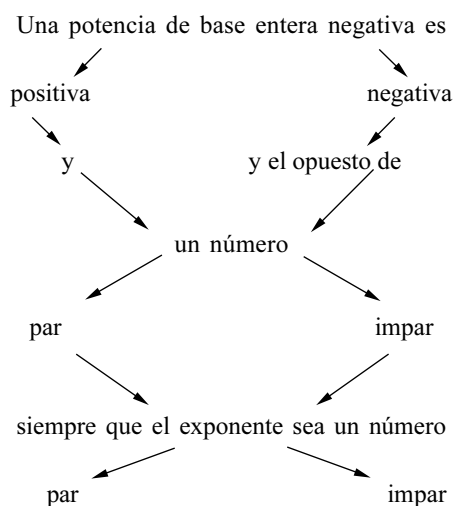 Una potencia de base entera negativa es
positiva negativa
y y el opuesto de
un número
par impar
siempre que el exponente sea un número
par impar